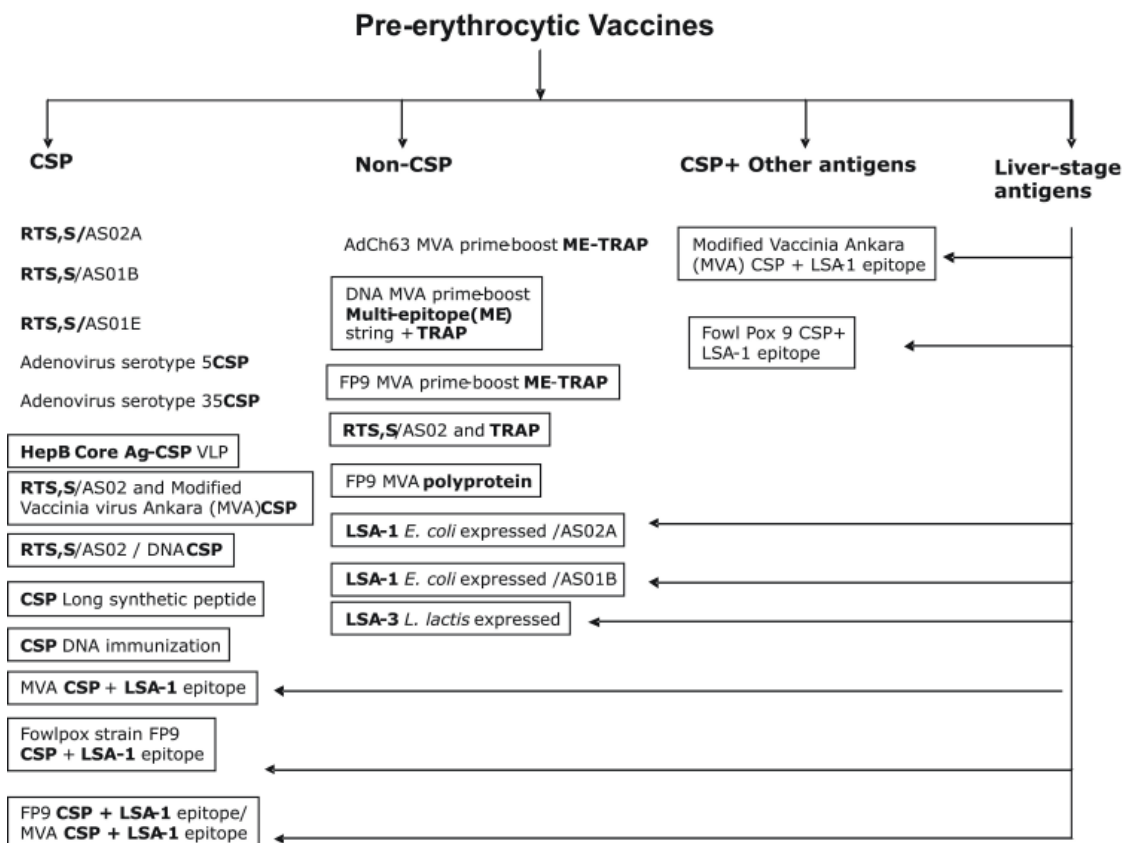 Pre-erythrocytic Vaccines
CSP
Non-CSP
CSP+ Other antigens
Liver-stage
antigens
RTS,S/AS02A
RTS,S/AS01B
RTS,S/AS01E
Adenovirus serotype 5CSP
Adenovirus serotype 35CSP
HepB Core Ag-CSP VLP
RTS,S/AS02 and Modified
Vaccinia virus Ankara (MVA)CSP
RTS,S/AS02 / DNACSP
CSP Long synthetic peptide
CSP DNA immunization
MVA CSP + LSA-1 epitope
Fowlpox strain FP9
CSP + LSA-1 epitope
FP9 CSP + LSA-1 epitope/
MVA CSP + LSA-1 epitope
AdCh63 MVA prime-boost ME-TRAP
DNA MVA prime-boost
Multi-epitope(ME)
string + TRAP
FP9 MVA prime-boost ME-TRAP
RTS,S/AS02 and TRAP
FP9 MVA polyprotein
LSA-1 E. coli expressed /AS02A
LSA-1 E. coli expressed /AS01B
LSA-3 L. lactis expressed
Modified Vaccinia Ankara
(MVA) CSP + LSA-1 epitope
Fowl Pox 9 CSP+
LSA-1 epitope